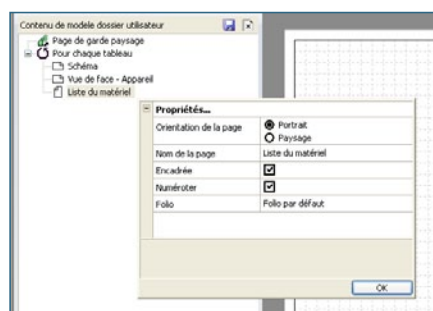 Contenu de modele dossier utilisateur
Page de garde paysage
Pour chaque tableau
Schéma
Vue de face - Appareil
Liste du matériel
Propriétés...
Orientation de la page
Portrait
Paysage
Nom de la page Liste du matériel
Encadrée
Numéroter
Folio Folio par défaut
OK